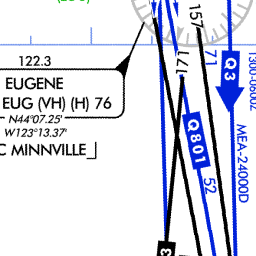 122.3
EUGENE
EUG (VH) (H) 76
N44°07.25'
W123°13.37'
C MINNVILLE
157
171
71
Q3
Q801
52
MEA-24000